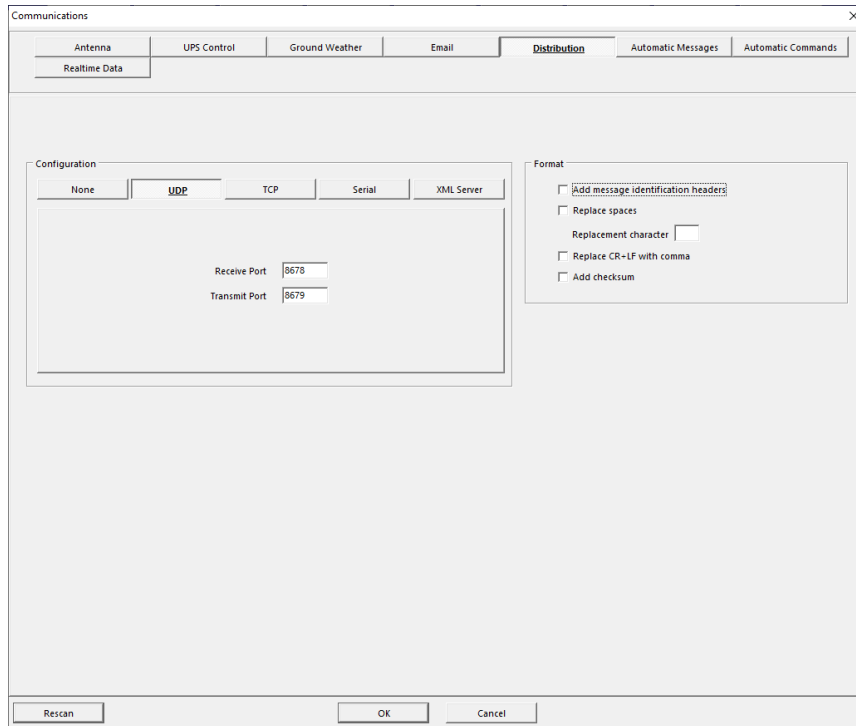 Communications
Antenna UPS Control Ground Weather Email Distribution Automatic Messages Automatic Commands
Realtime Data
Configuration
None UDP TCP Serial XML Server
Receive Port 8678
Transmit Port 8679
Format
Add message identification headers
Replace spaces
Replacement character
Replace CR+LF with comma
Add checksum
Rescan OK Cancel